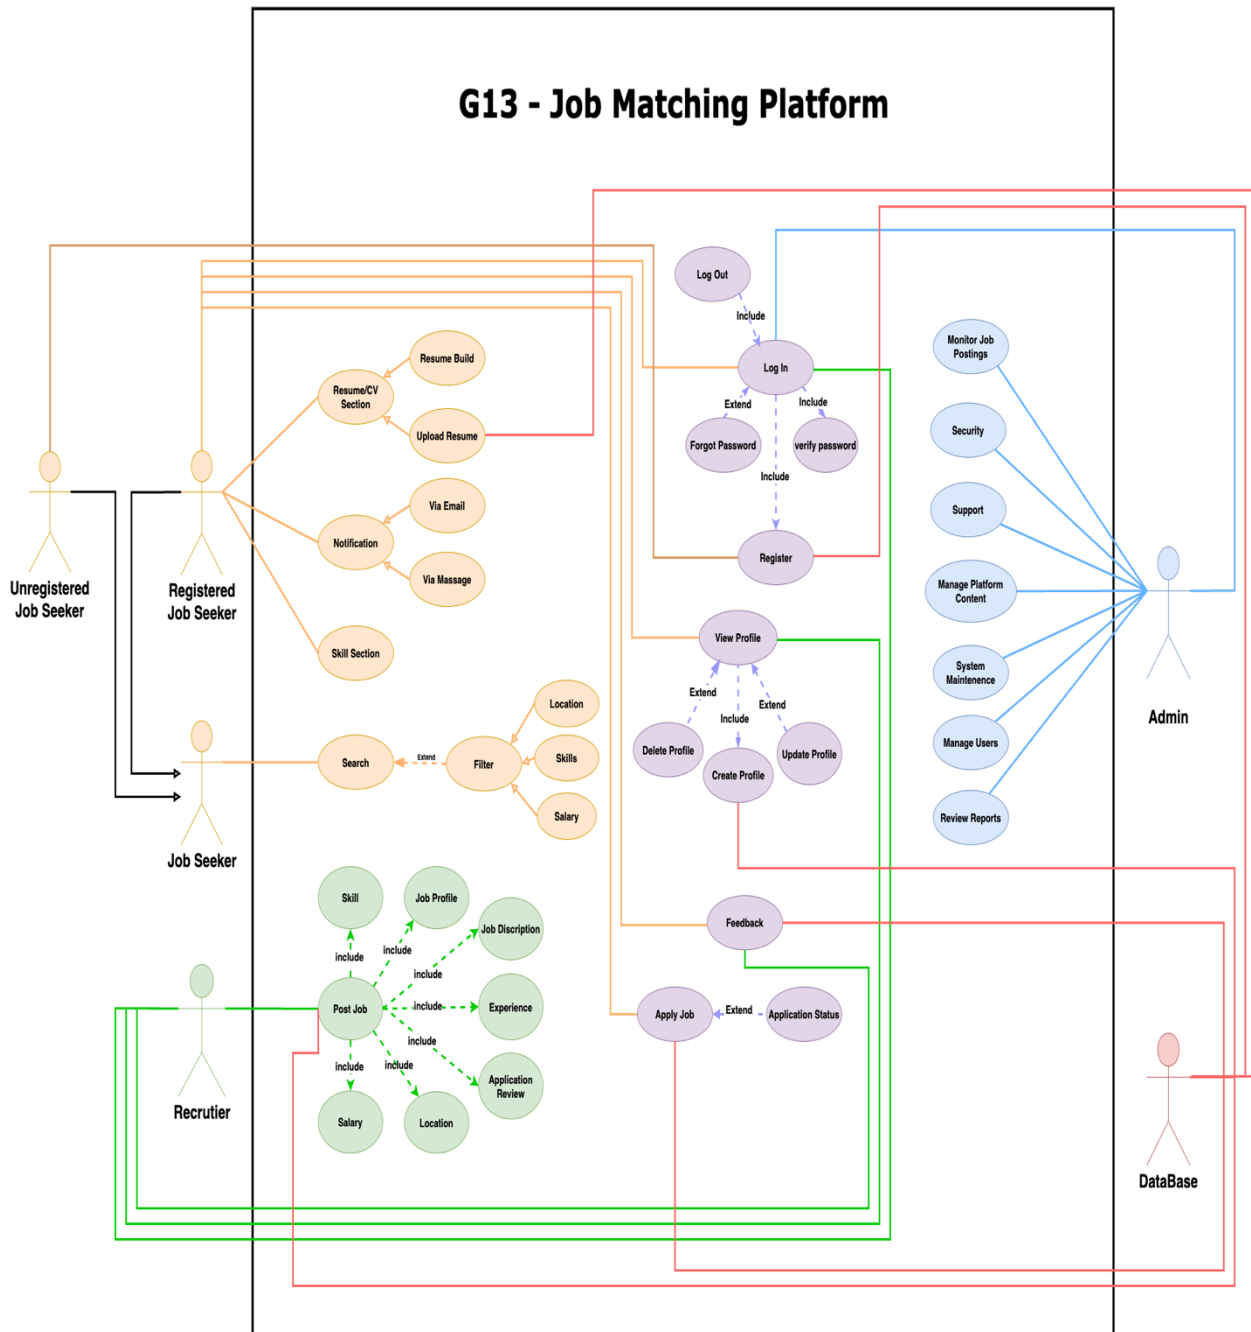 G13 - Job Matching Platform
Log Out
Include
Log In
Extend
Include
Forgot Password
verify password
Include
Register
Resume Build
Resume/CV
Section
Upload Resume
Via Email
Notification
Via Massage
Skill Section
Unregistered
Job Seeker
Registered
Job Seeker
Monitor Job
Postings
Security
Support
Manage Platform
Content
System
Maintenence
Manage Users
Review Reports
Admin
View Profile
Extend
Include
Extend
Delete Profile
Create Profile
Update Profile
Location
Search
Extend
Filter
Skills
Salary
Job Seeker
Skill
Job Profile
Job Discription
include
include
include
Post Job
include
Experience
include
include
include
Application
Review
Salary
Location
Recrutier
Feedback
Apply Job
Extend
Application Status
DataBase